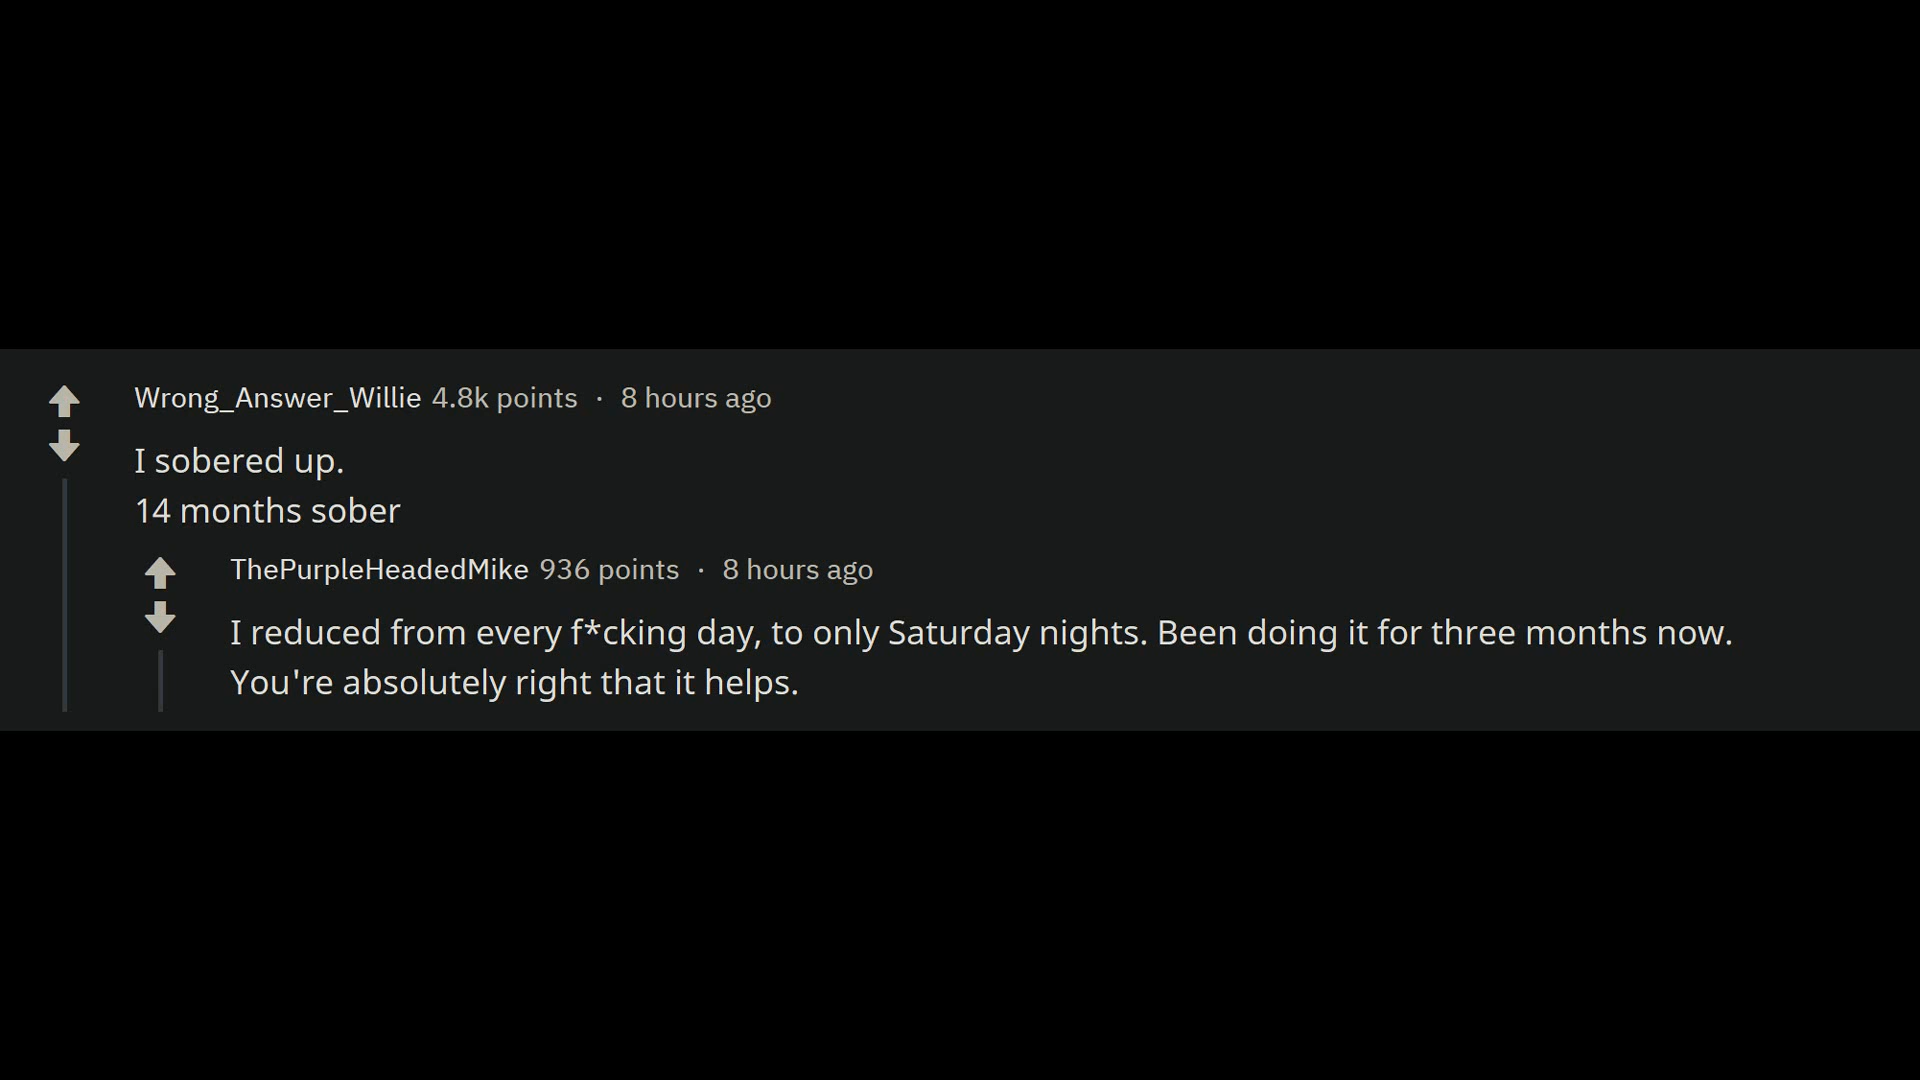 Wrong_Answer_Willie 4.8k points · 8 hours ago
I sobered up.
14 months sober
ThePurpleHeadedMike 936 points · 8 hours ago
I reduced from every f*cking day, to only Saturday nights. Been doing it for three months now.
You're absolutely right that it helps.